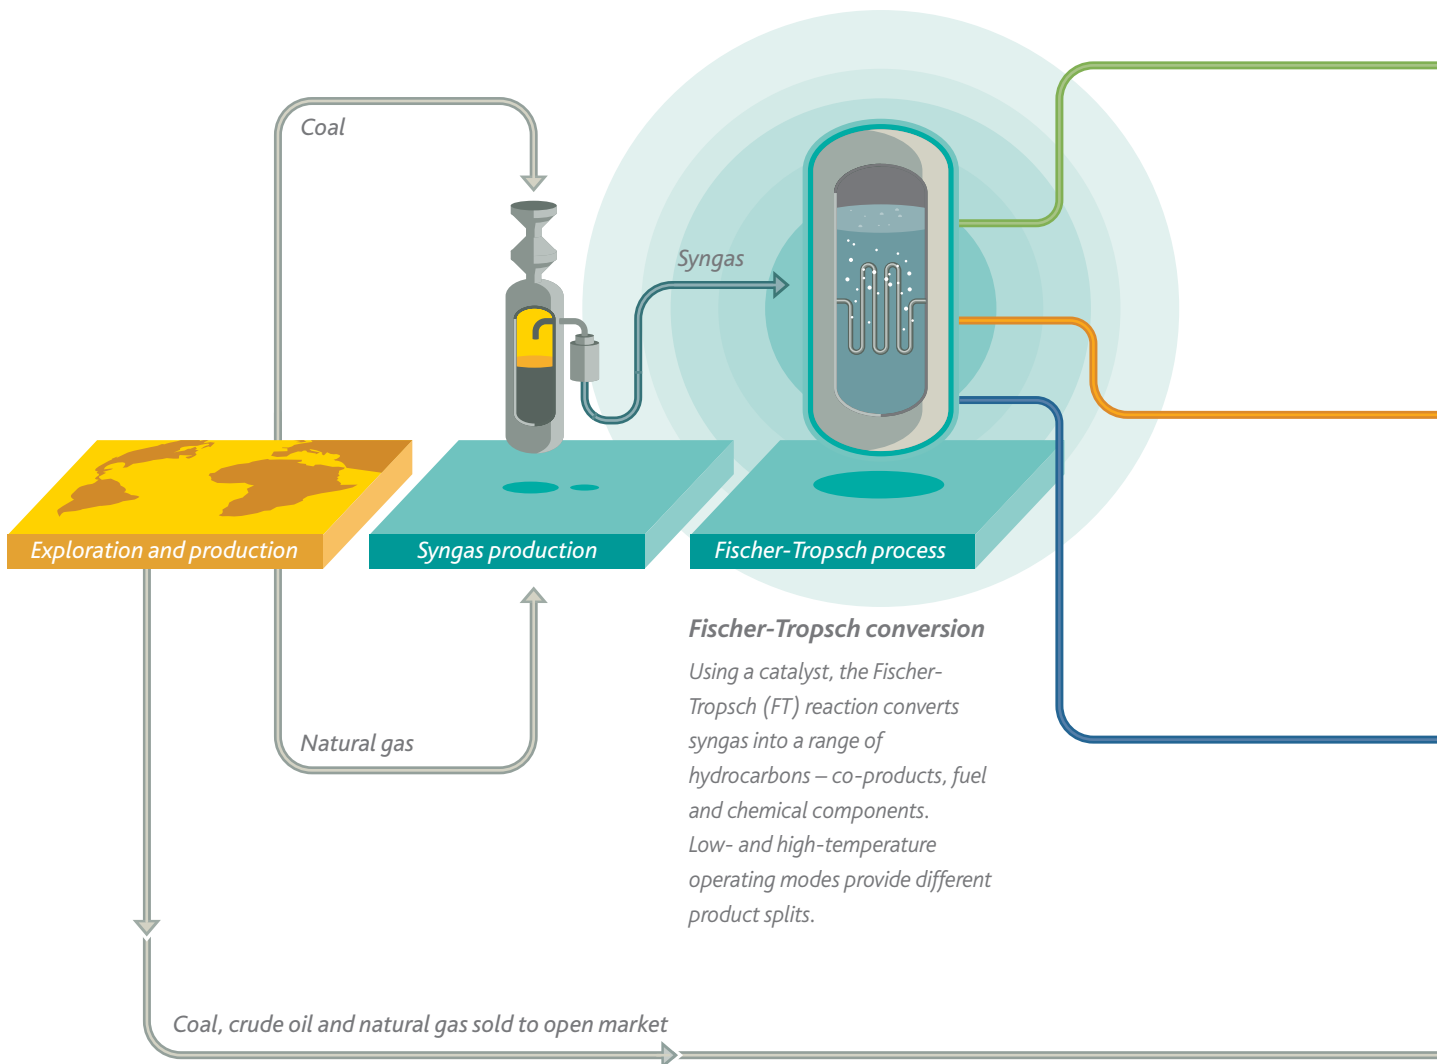 Coal
Syngas
Exploration and production
Syngas production
Fischer-Tropsch process
Fischer-Tropsch conversion
Using a catalyst, the Fischer-
Tropsch (FT) reaction converts
syngas into a range of
hydrocarbons – co-products, fuel
and chemical components.
Low- and high-temperature
operating modes provide different
product splits.
Natural gas
Coal, crude oil and natural gas sold to open market